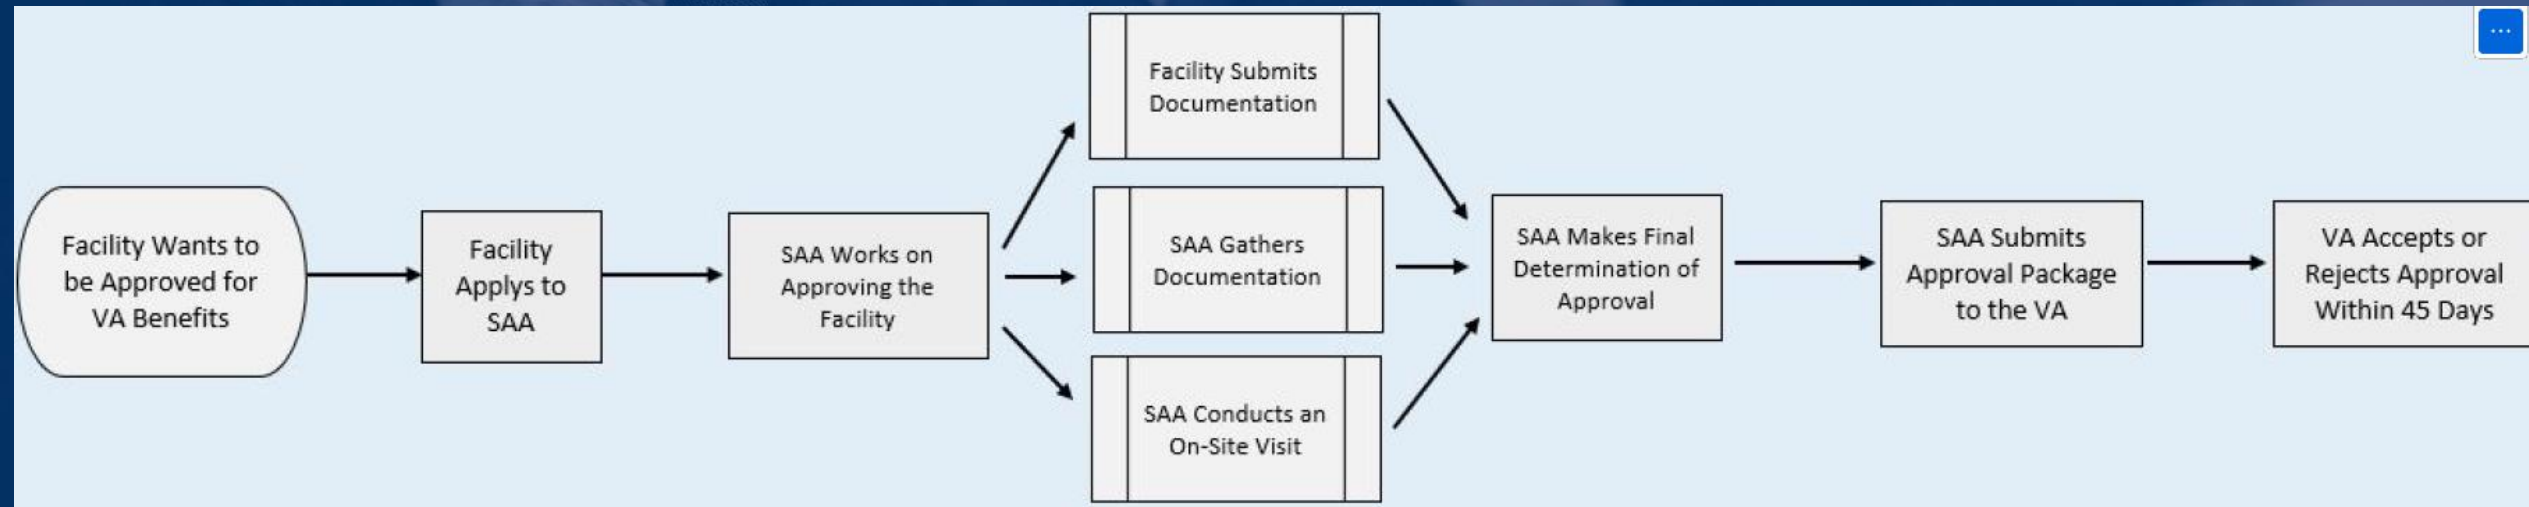 Facility Wants to
be Approved for
VA Benefits
Facility
Applys to
SAA
SAA Works on
Approving the
Facility
Facility Submits
Documentation
SAA Gathers
Documentation
SAA Conducts an
On-Site Visit
SAA Makes Final
Determination of
Approval
SAA Submits
Approval Package
to the VA
VA Accepts or
Rejects Approval
Within 45 Days